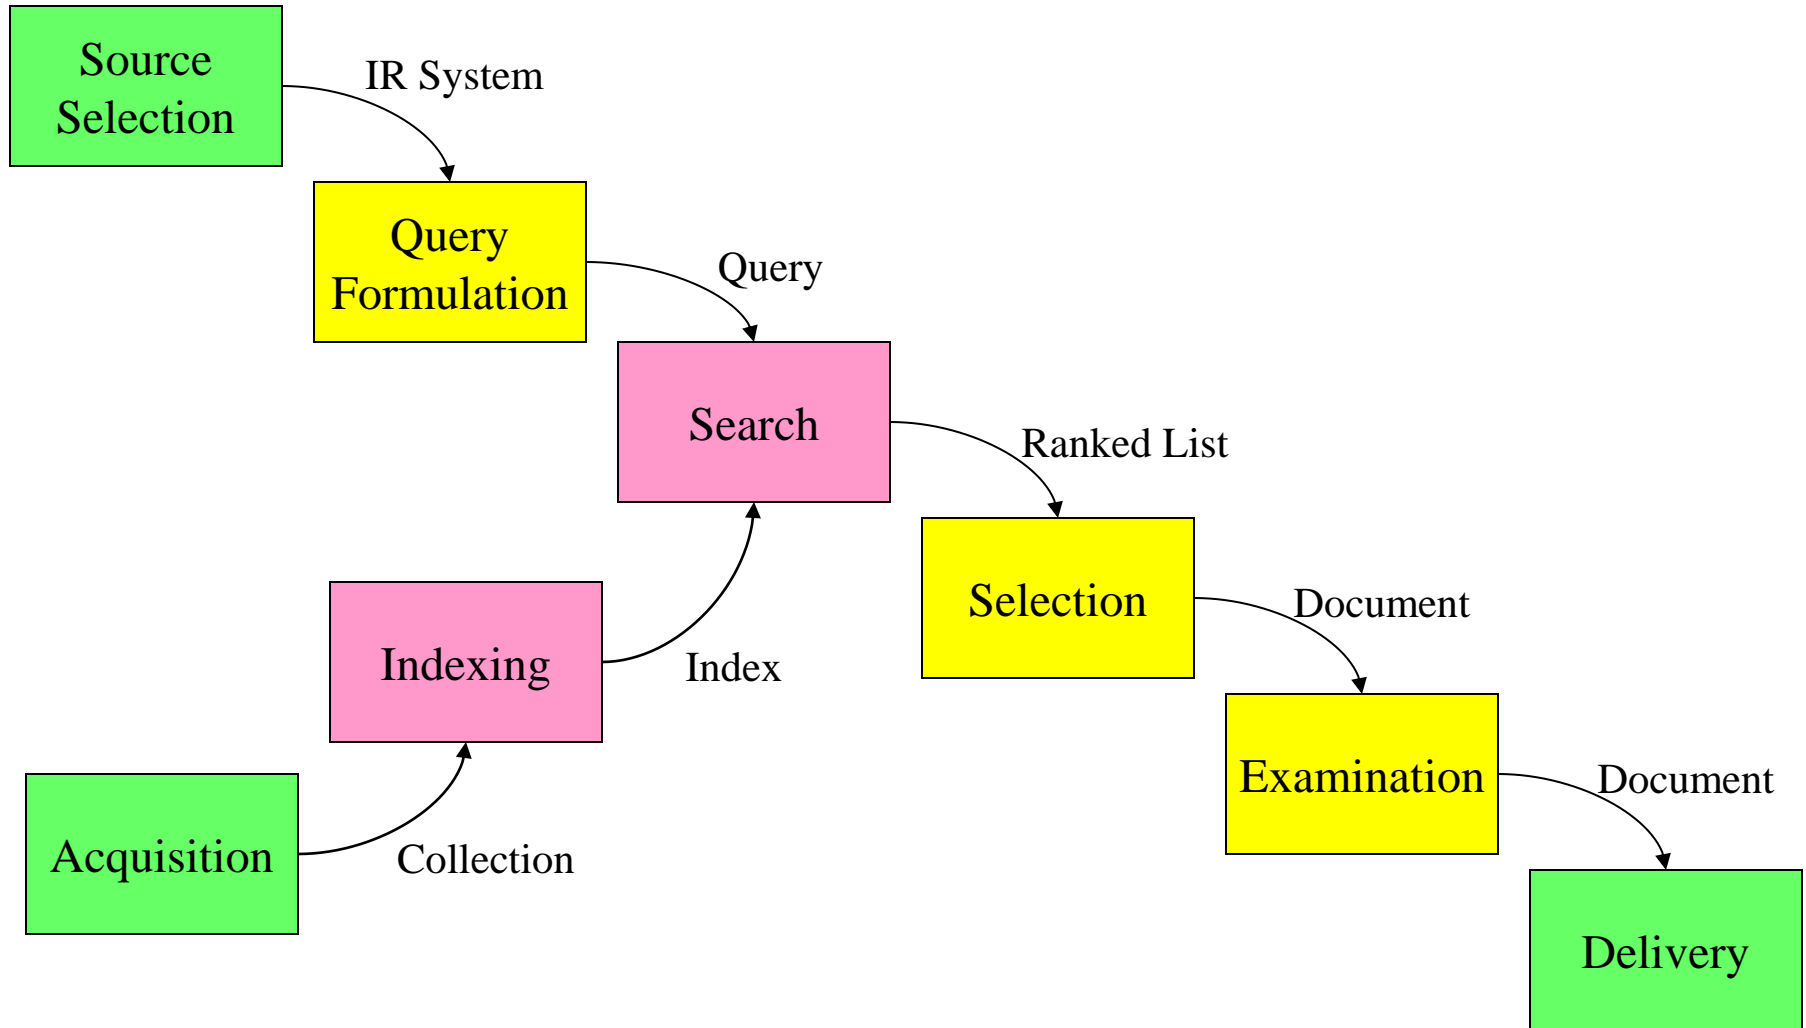 Source
Selection
IR System
Query
Formulation
Query
Search
Ranked List
Selection
Document
Indexing
Index
Examination
Document
Acquisition
Collection
Delivery